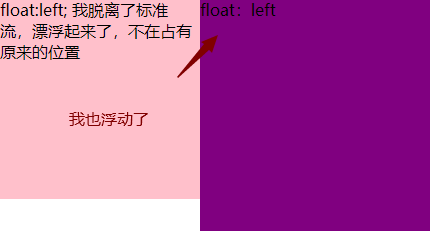 float:left; 我脱离了标准
流，漂浮起来了，不在占有
原来的位置
float：left
我也浮动了